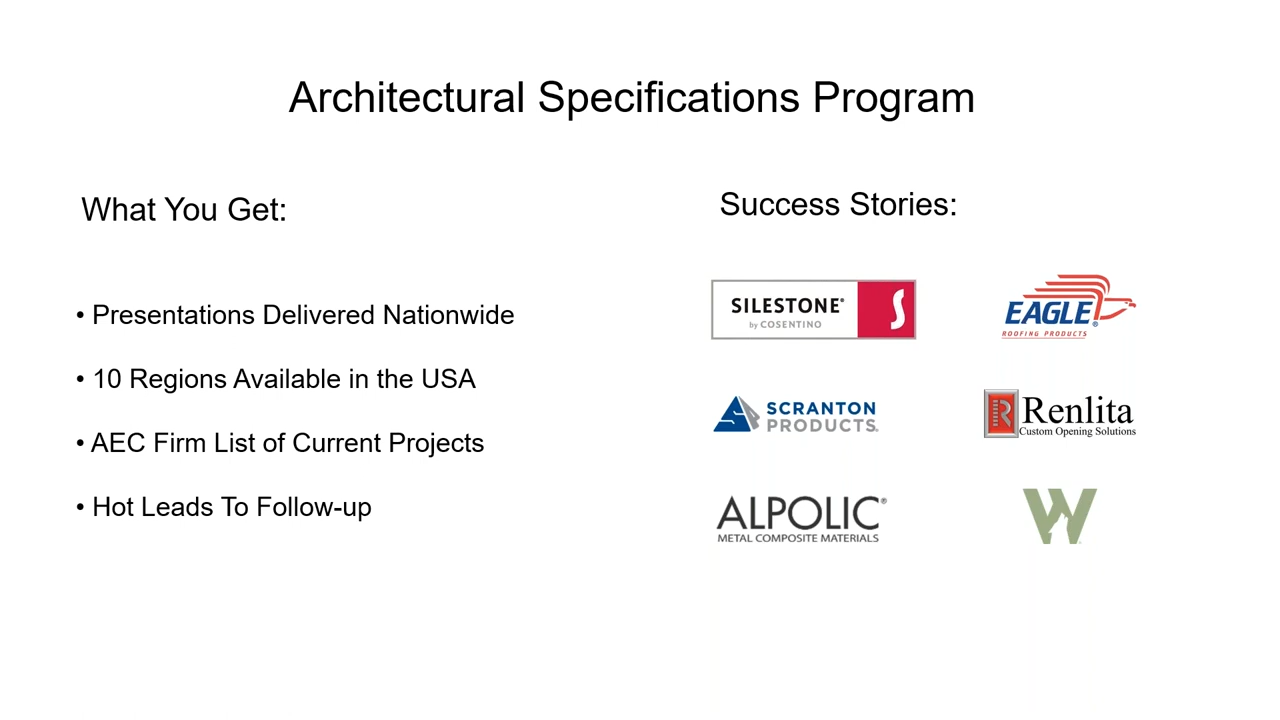 Architectural Specifications Program
What You Get:
• Presentations Delivered Nationwide
• 10 Regions Available in the USA
• AEC Firm List of Current Projects
• Hot Leads To Follow-up
Success Stories:
SILESTONE®
by COSENTINO
S
EAGLE®
ROOFING PRODUCTS
SCRANTON
PRODUCTS
R Renlita
Custom Opening Solutions
ALPOLIC®
METAL COMPOSITE MATERIALS
W